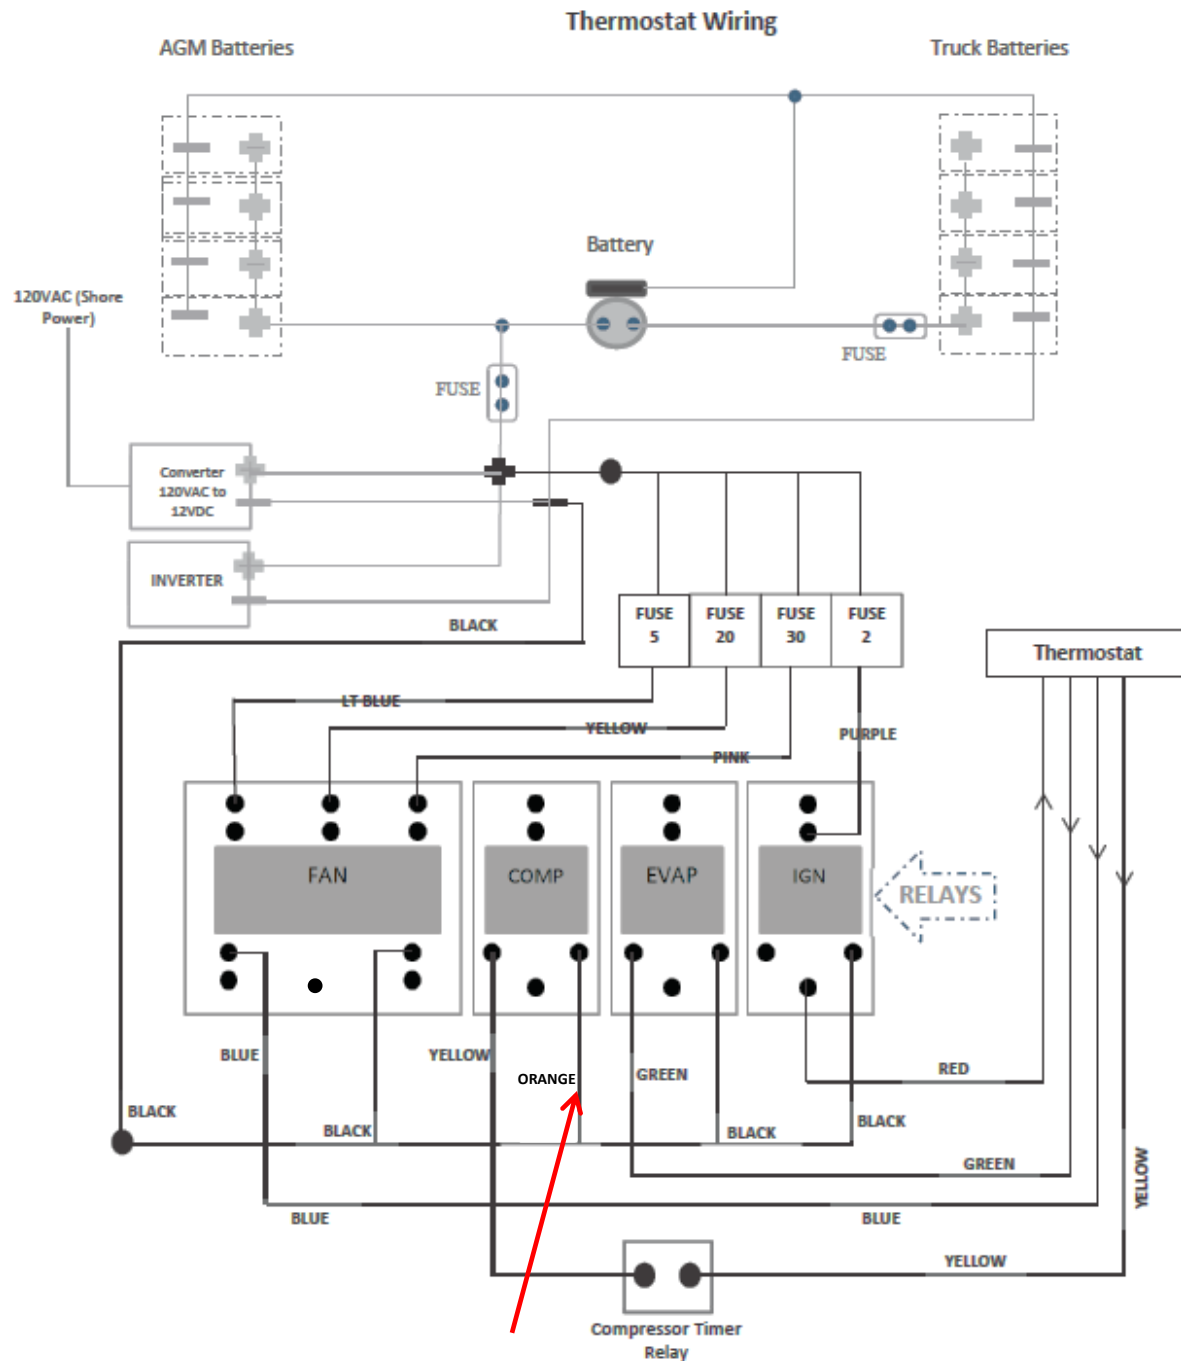 Thermostat Wiring
AGM Batteries
Truck Batteries
Battery
120VAC (Shore
Power)
FUSE
FUSE
Converter
120VAC to
12VDC
INVERTER
BLACK
FUSE
5
FUSE
20
FUSE
30
FUSE
2
Thermostat
LT BLUE
YELLOW
PURPLE
PINK
FAN
COMP
EVAP
IGN
RELAYS
BLUE
YELLOW
ORANGE
GREEN
RED
BLACK
BLACK
BLACK
BLACK
GREEN
YELLOW
BLUE
BLUE
YELLOW
Compressor Timer
Relay